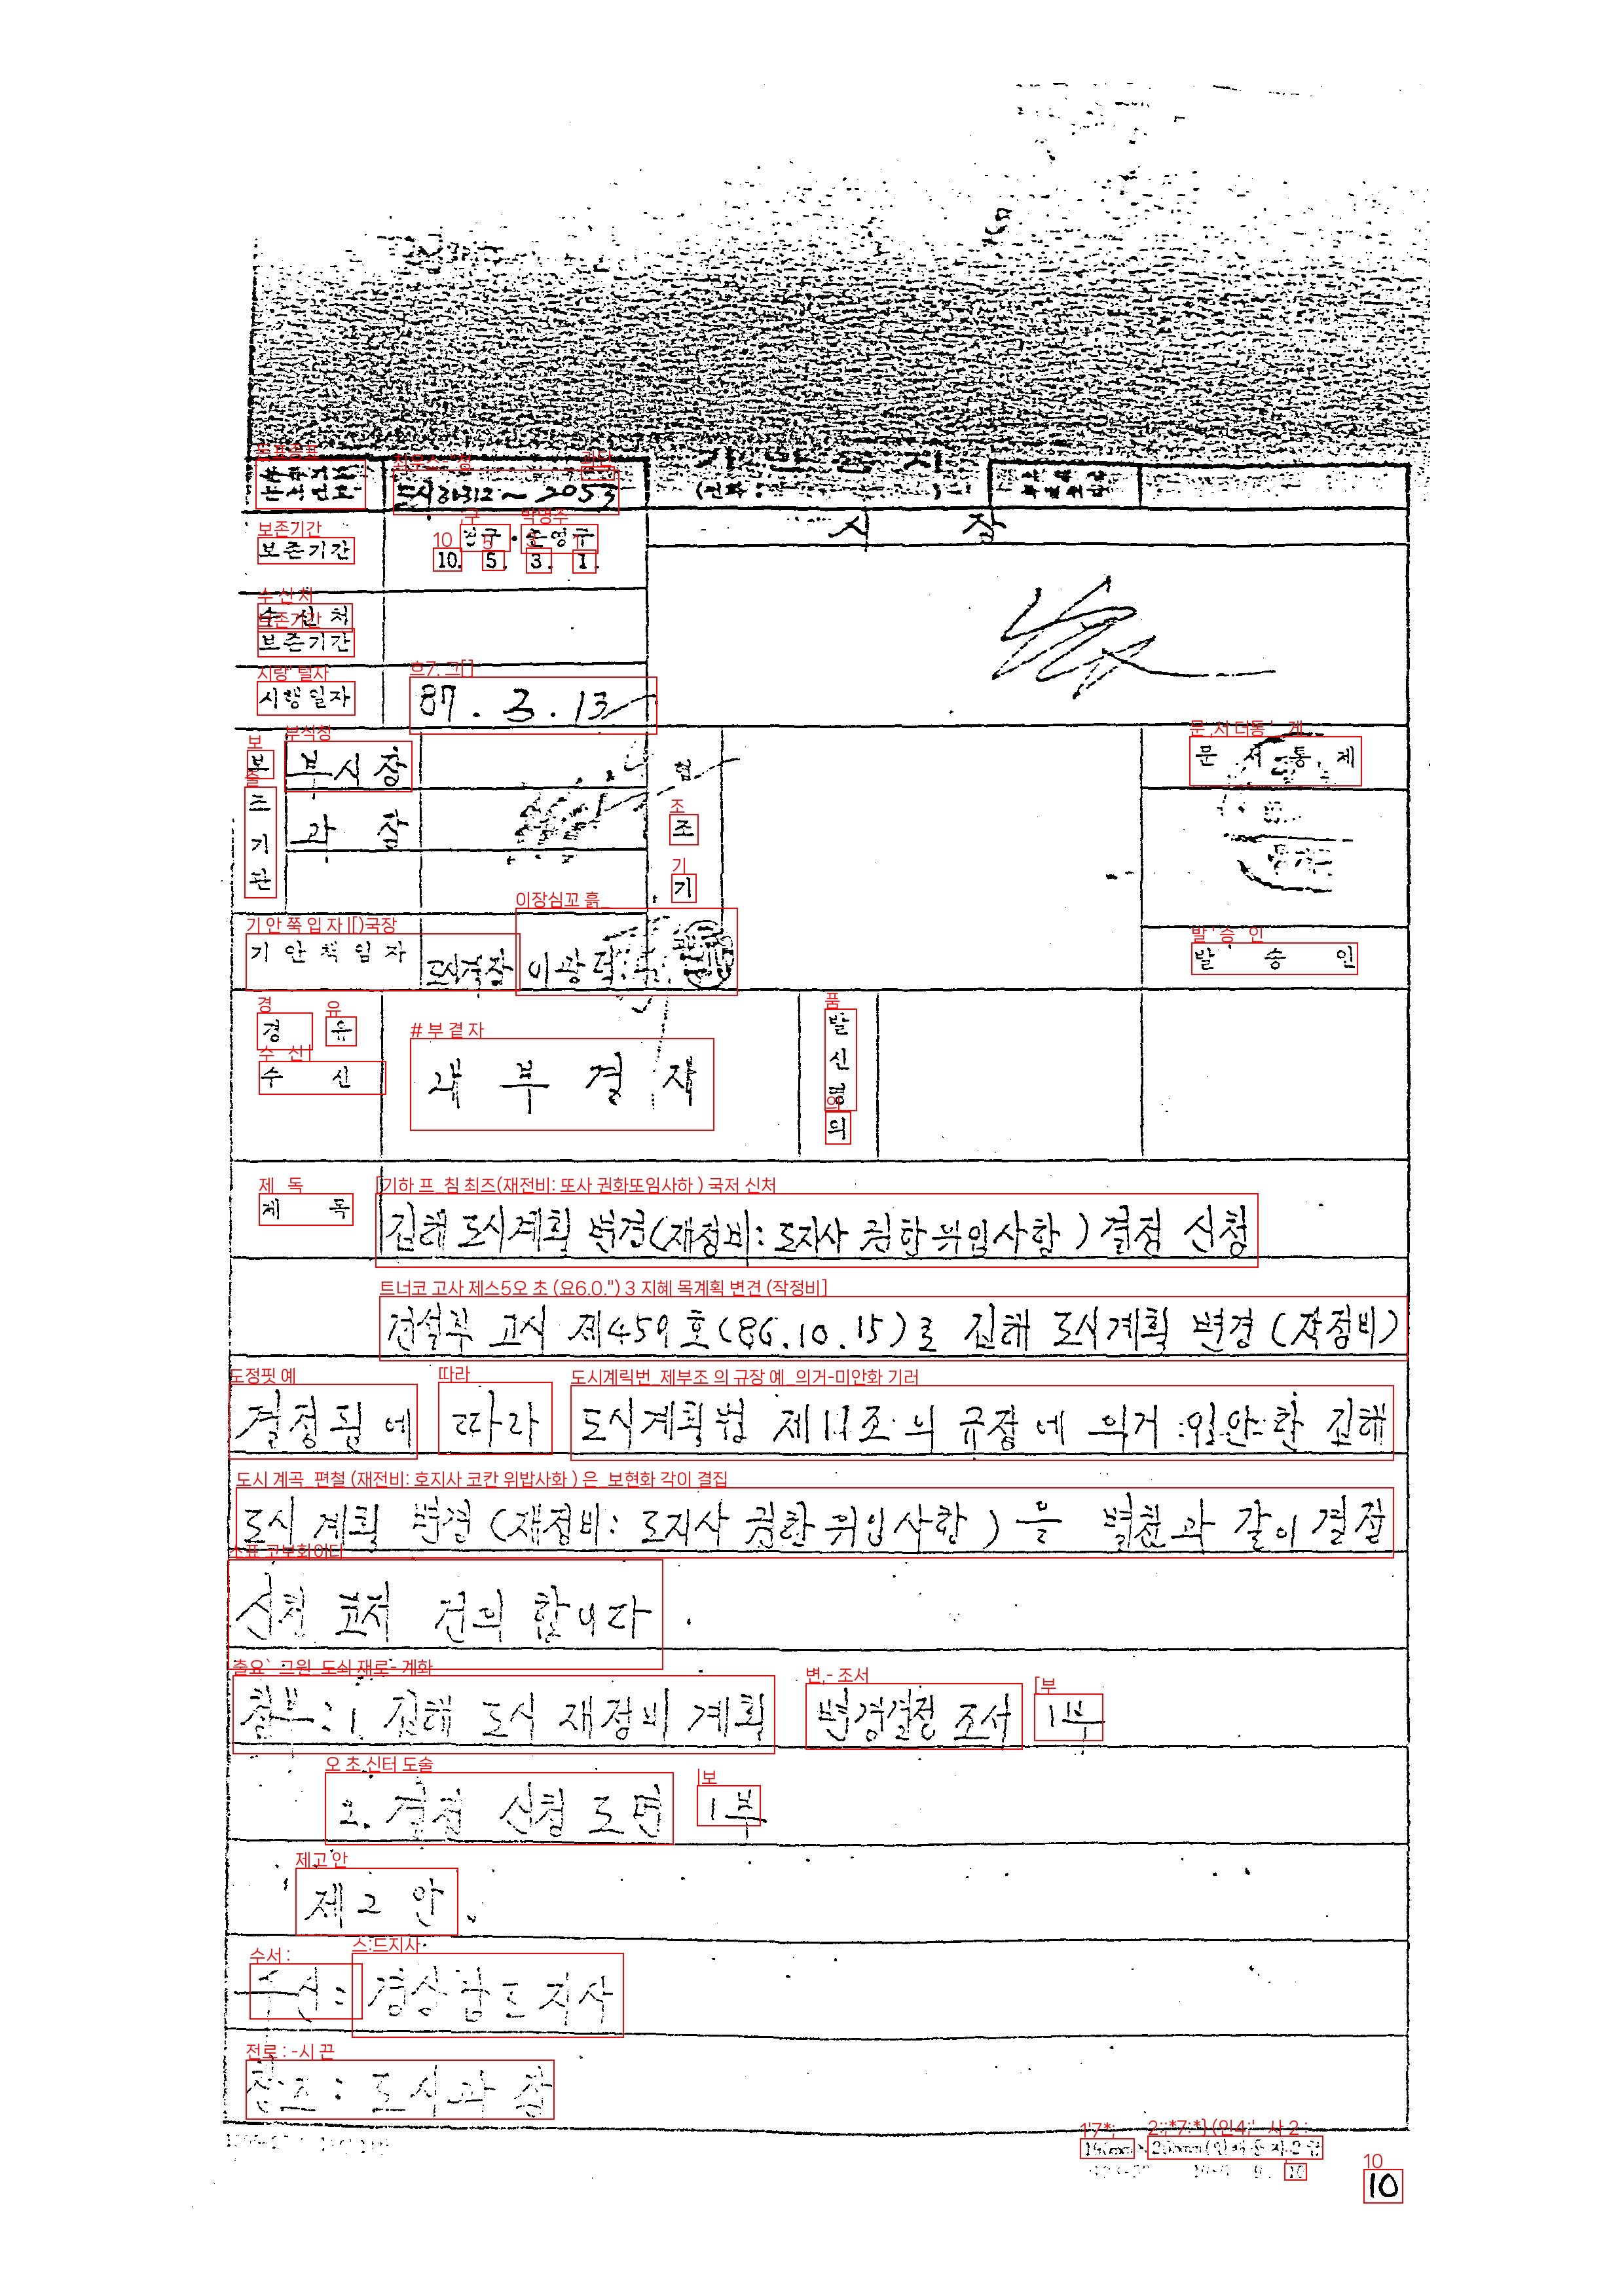 기안용지
분류기호
문서번호
도시30312~2053
(전화: )
시 장
보존기간
영구·준영구
10. 5. 3. 1.
수신처
보존기간
시행일자
87. 3. 13
보
조
기
관
부시장
과 장
협
조
기
문서통제
기안책임자
도시계장 이광덕
발송인
경 유
수 신
내부결재
발
신
명
의
제 목
김해 도시계획 변경(재정비: 도지사 권한위임사항) 결정 신청
건설부 고시 제459호(86.10.15)로 김해 도시계획 변경(재정비)
결정됨에 따라 도시계획법 제11조의 규정에 의거 입안한 김해
도시계획 변경(재정비: 도지사 권한위임사항)을 별첨과 같이 결정
신청 코저 건의 합니다.
첨부: 1. 김해 도시 재정비 계획 변경결정 조서 1부
2. 결정 신청 도면 1부
제2안.
수신: 경상남도지사
참조: 도시과장
10